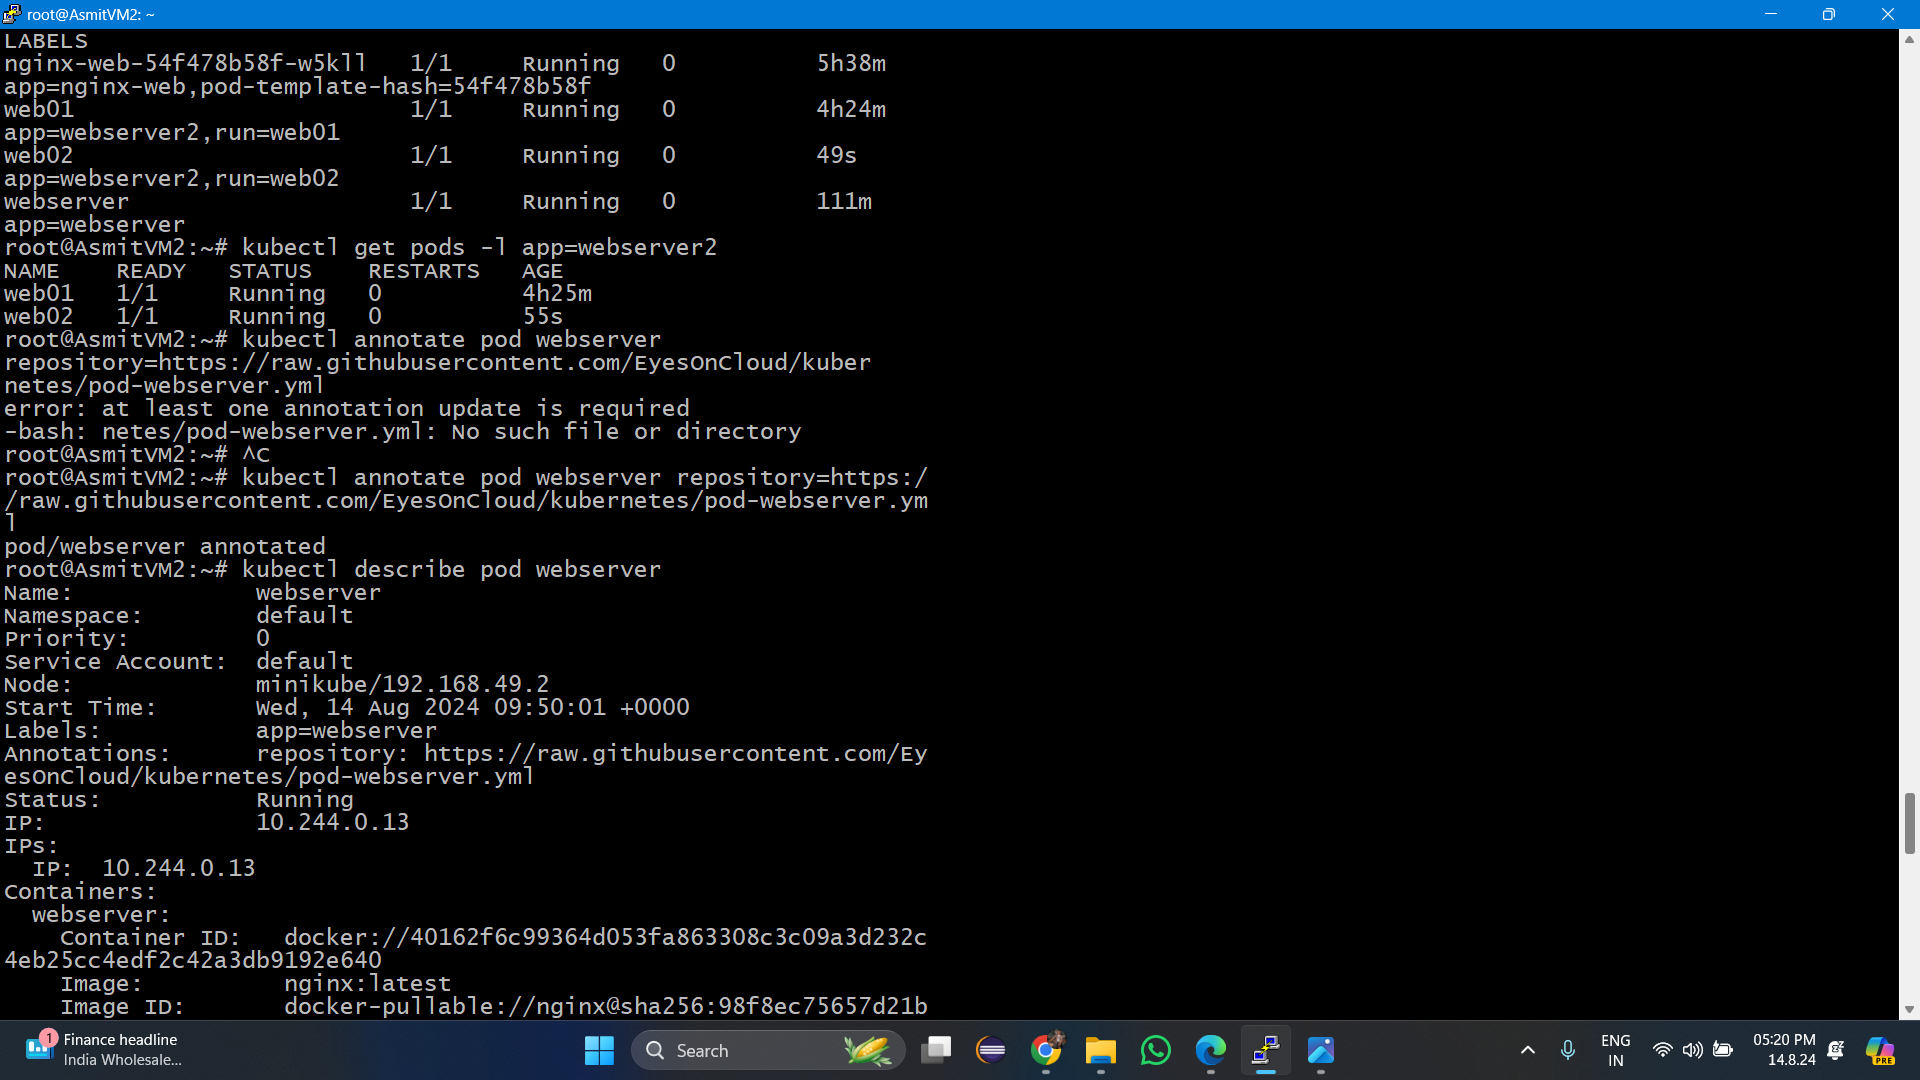 root@AsmitVM2: ~
LABELS
nginx-web-54f478b58f-w5kll   1/1     Running   0          5h38m
app=nginx-web,pod-template-hash=54f478b58f
web01                        1/1     Running   0          4h24m
app=webserver2,run=web01
web02                        1/1     Running   0          49s
app=webserver2,run=web02
webserver                    1/1     Running   0          111m
app=webserver
root@AsmitVM2:~# kubectl get pods -l app=webserver2
NAME    READY   STATUS    RESTARTS   AGE
web01   1/1     Running   0          4h25m
web02   1/1     Running   0          55s
root@AsmitVM2:~# kubectl annotate pod webserver
repository=https://raw.githubusercontent.com/EyesOnCloud/kuber
netes/pod-webserver.yml
error: at least one annotation update is required
-bash: netes/pod-webserver.yml: No such file or directory
root@AsmitVM2:~# ^C
root@AsmitVM2:~# kubectl annotate pod webserver repository=https:/
/raw.githubusercontent.com/EyesOnCloud/kubernetes/pod-webserver.ym
l
pod/webserver annotated
root@AsmitVM2:~# kubectl describe pod webserver
Name:             webserver
Namespace:        default
Priority:         0
Service Account:  default
Node:             minikube/192.168.49.2
Start Time:       Wed, 14 Aug 2024 09:50:01 +0000
Labels:           app=webserver
Annotations:      repository: https://raw.githubusercontent.com/Ey
esOnCloud/kubernetes/pod-webserver.yml
Status:           Running
IP:               10.244.0.13
IPs:
  IP:  10.244.0.13
Containers:
  webserver:
    Container ID:   docker://40162f6c99364d053fa863308c3c09a3d232c
4eb25cc4edf2c42a3db9192e640
    Image:          nginx:latest
    Image ID:       docker-pullable://nginx@sha256:98f8ec75657d21b
1
Finance headline
India Wholesale...
Search
ENG
IN
05:20 PM
14.8.24
PRE